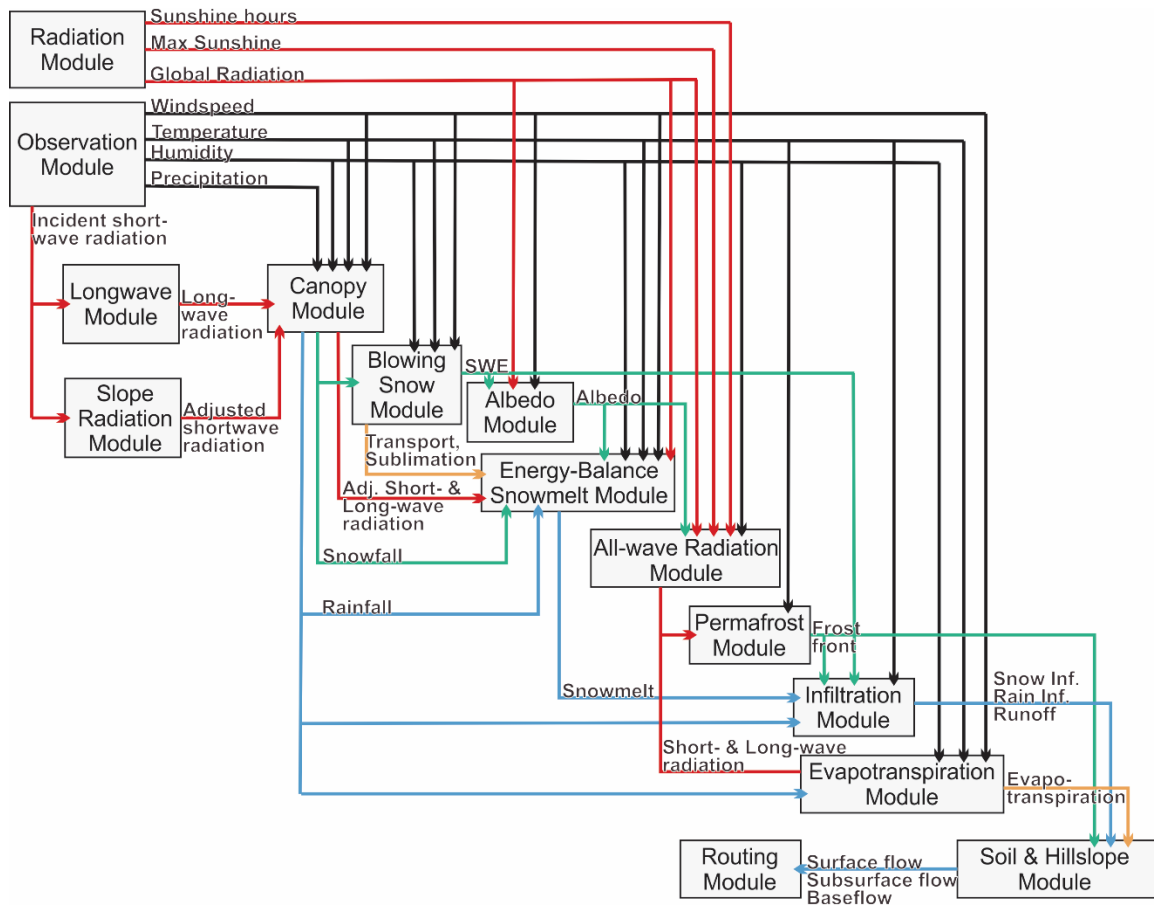 Sunshine hours
Radiation
Module
Max Sunshine
Global Radiation
Windspeed
Observation
Module
Temperature
Humidity
Precipitation
Incident short-
wave radiation
Longwave
Module
Long-
wave
radiation
Canopy
Module
Slope
Radiation
Module
Adjusted
shortwave
radiation
Blowing
Snow
Module
SWE
Albedo
Module
Albedo
Transport,
Sublimation
Energy-Balance
Snowmelt Module
Adj. Short- &
Long-wave
radiation
Snowfall
All-wave Radiation
Module
Rainfall
Permafrost
Module
Frost
front
Snowmelt
Infiltration
Module
Snow Inf.
Rain Inf.
Runoff
Short- & Long-wave
radiation
Evapotranspiration
Module
Evapo-
transpiration
Routing
Module
Surface flow
Subsurface flow
Baseflow
Soil & Hillslope
Module